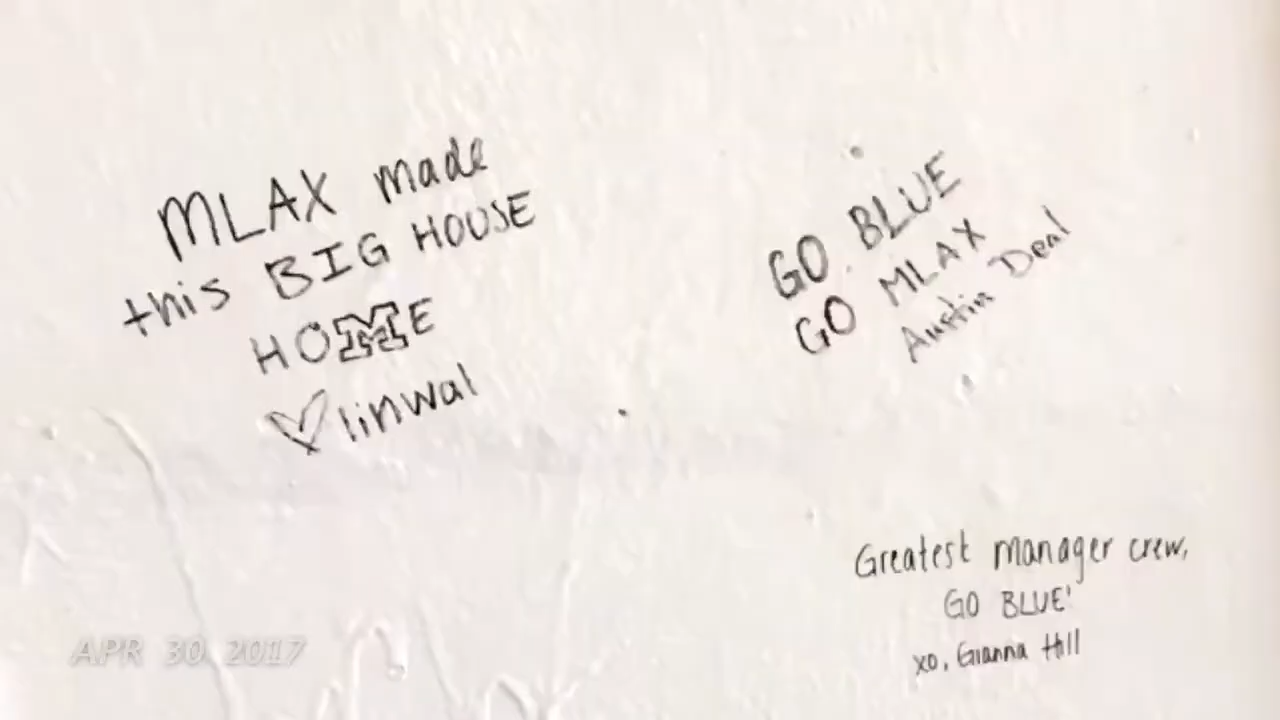 MLAX made
this BIG HOUSE
HOME
♡linwal
GO BLUE
GO MLAX
Austin Deal
Greatest manager crew,
GO BLUE!
xo, Gianna Hill
APR 30 2017